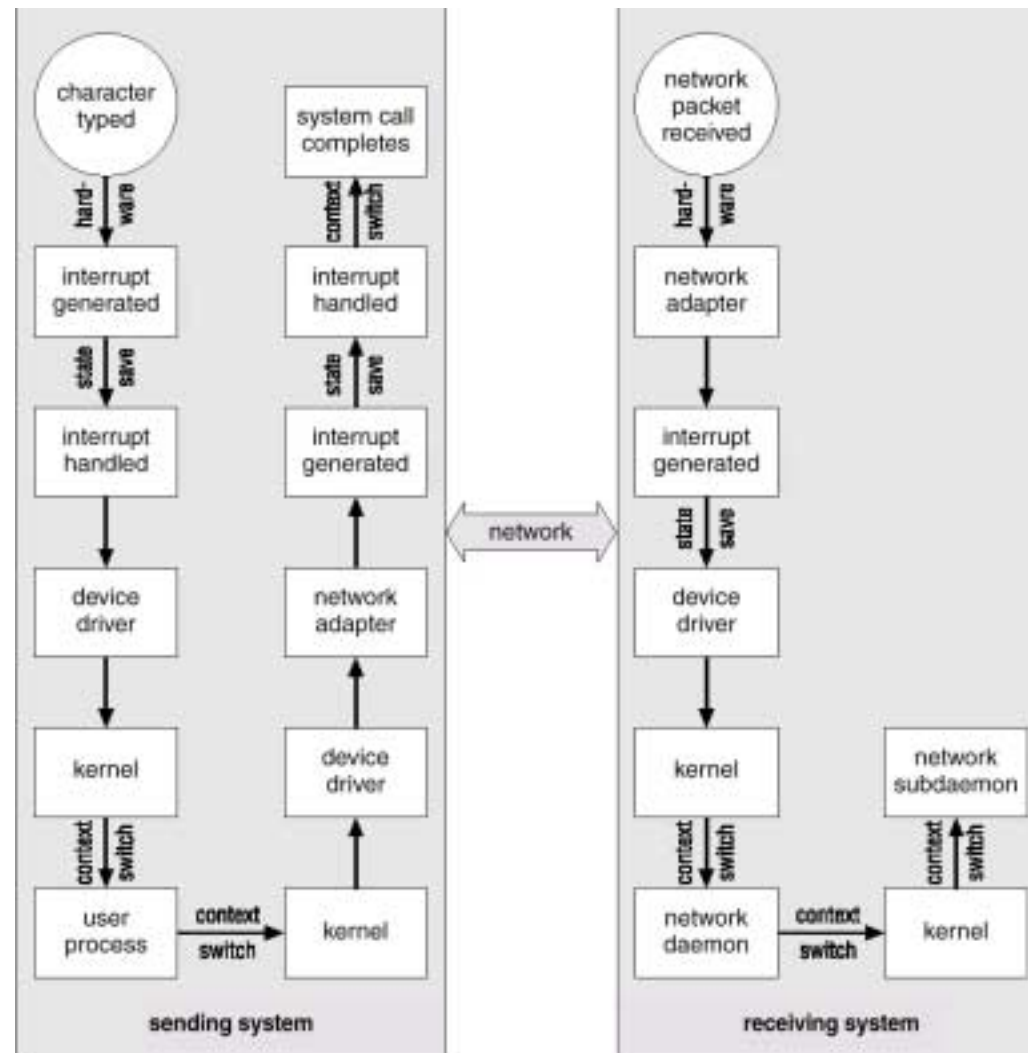 character
typed
hard-
ware
interrupt
generated
state
save
interrupt
handled
device
driver
kernel
context
switch
user
process
context
switch
kernel
device
driver
network
adapter
interrupt
generated
state
save
interrupt
handled
context
switch
system call
completes
sending system
network
network
packet
received
hard-
ware
network
adapter
interrupt
generated
state
save
device
driver
kernel
context
switch
network
daemon
context
switch
kernel
context
switch
network
subdaemon
receiving system